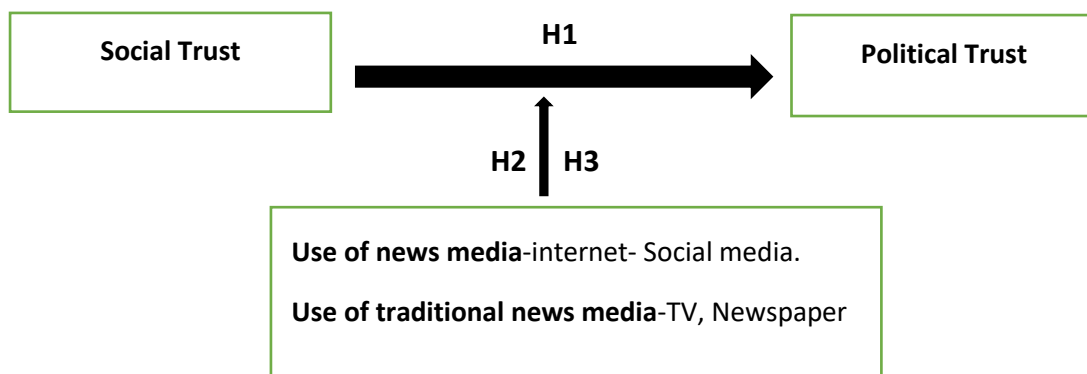 H1
Social Trust
Political Trust
H2 H3
Use of news media-internet- Social media.
Use of traditional news media-TV, Newspaper